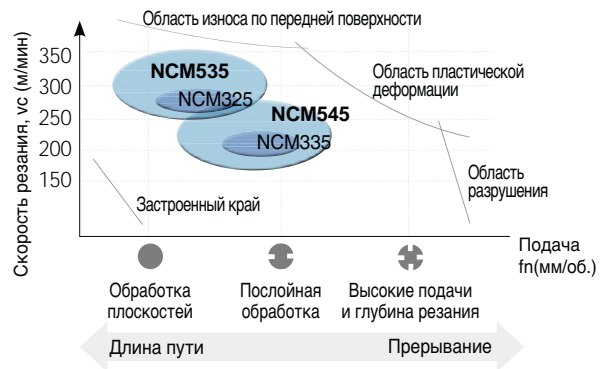 Область износа по передней поверхности
Скорость резания, vc (м/мин)
350
300
250
200
150
NCM535
NCM325
NCM545
NCM335
Область пластической
деформации
Область
разрушения
Застроенный край
Подача
fn(мм/об.)
Обработка
плоскостей
Послойная
обработка
Высокие подачи
и глубина резания
Длина пути
Прерывание